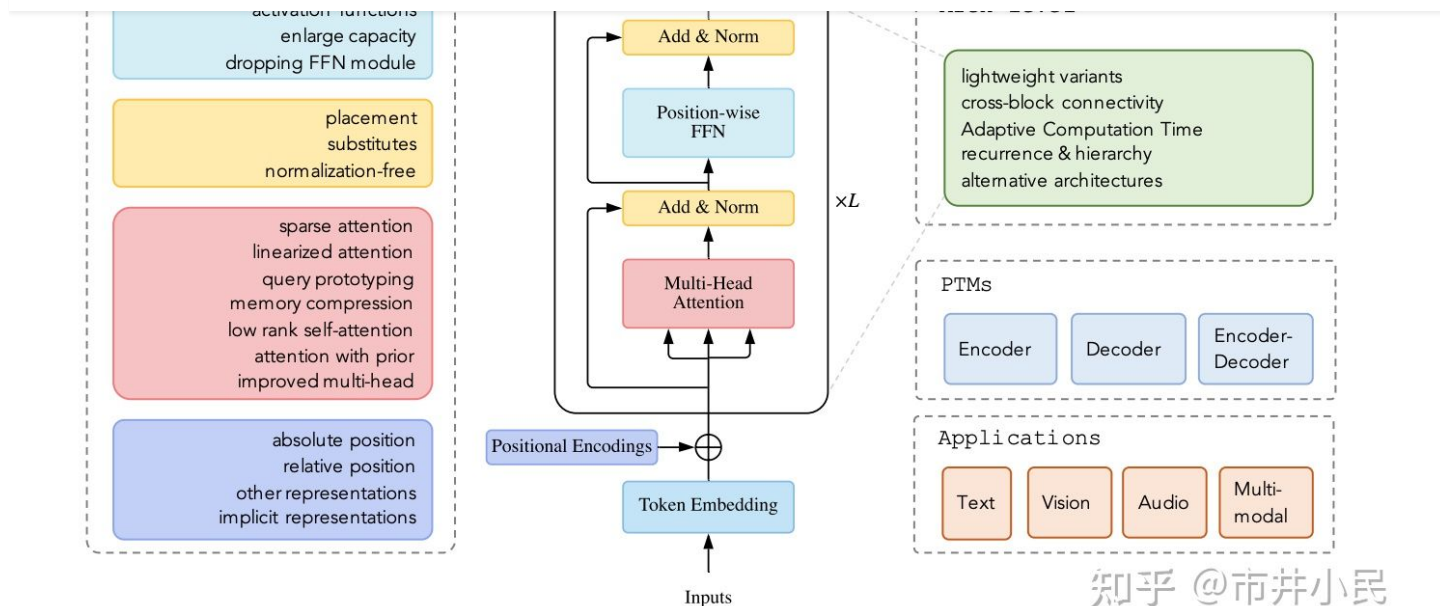 activation functions
enlarge capacity
dropping FFN module
placement
substitutes
normalization-free
sparse attention
linearized attention
query prototyping
memory compression
low rank self-attention
attention with prior
improved multi-head
absolute position
relative position
other representations
implicit representations
Add & Norm
Position-wise
FFN
Add & Norm
×L
Multi-Head
Attention
Positional Encodings
Token Embedding
Inputs
lightweight variants
cross-block connectivity
Adaptive Computation Time
recurrence & hierarchy
alternative architectures
PTMs
Encoder
Decoder
Encoder-
Decoder
Applications
Text
Vision
Audio
Multi-
modal
知乎 @市井小民